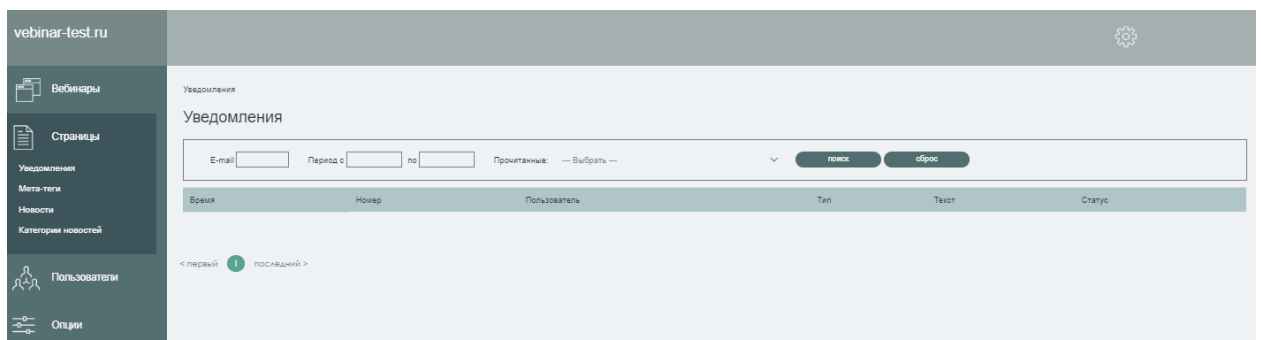 vebinar-test.ru
Вебинары
Страницы
Уведомления
Мета-теги
Новости
Категории новостей
Пользователи
Опции
Уведомления
Уведомления
E-mail Период с по Прочитанные: --- Выбрать --- поиск сброс
Время Номер Пользователь Тип Текст Статус
< первый 1 последний >